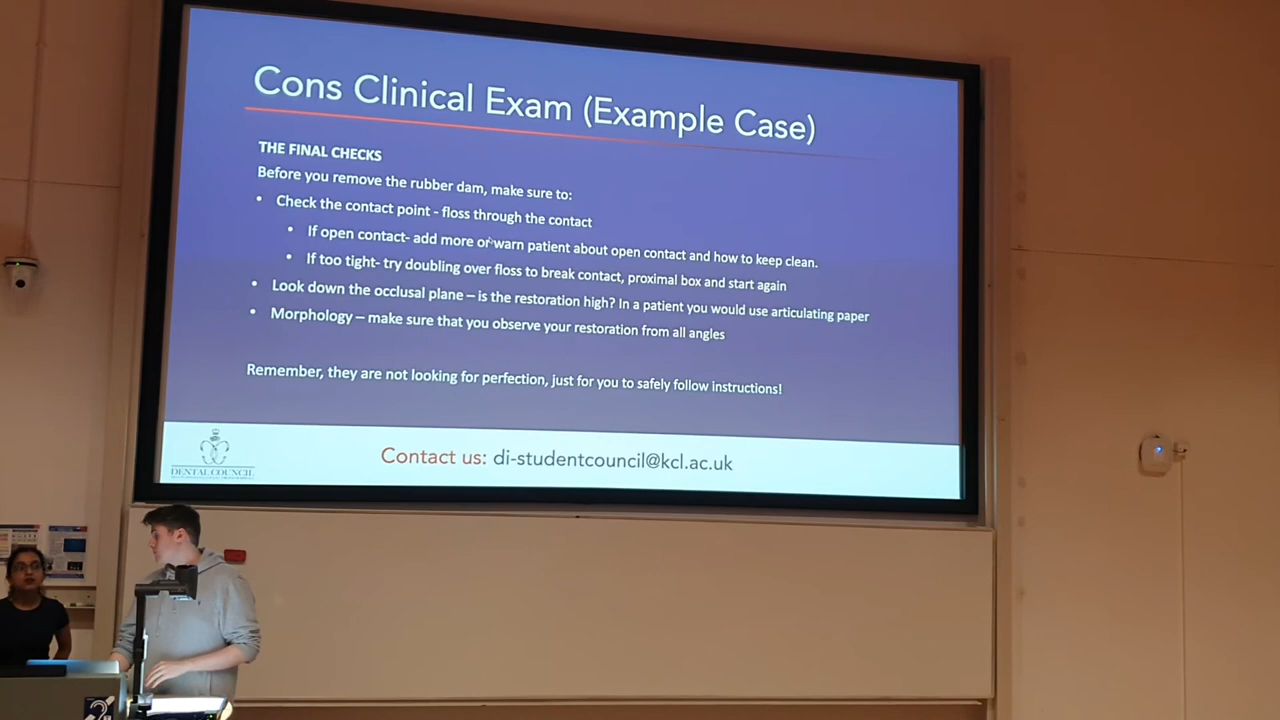 Cons Clinical Exam (Example Case)
THE FINAL CHECKS
Before you remove the rubber dam, make sure to:
• Check the contact point - floss through the contact
• If open contact- add more or warn patient about open contact and how to keep clean.
• If too tight- try doubling over floss to break contact, proximal box and start again
• Look down the occlusal plane – is the restoration high? In a patient you would use articulating paper
• Morphology – make sure that you observe your restoration from all angles
Remember, they are not looking for perfection, just for you to safely follow instructions!
DENTAL COUNCIL
Contact us: di-studentcouncil@kcl.ac.uk